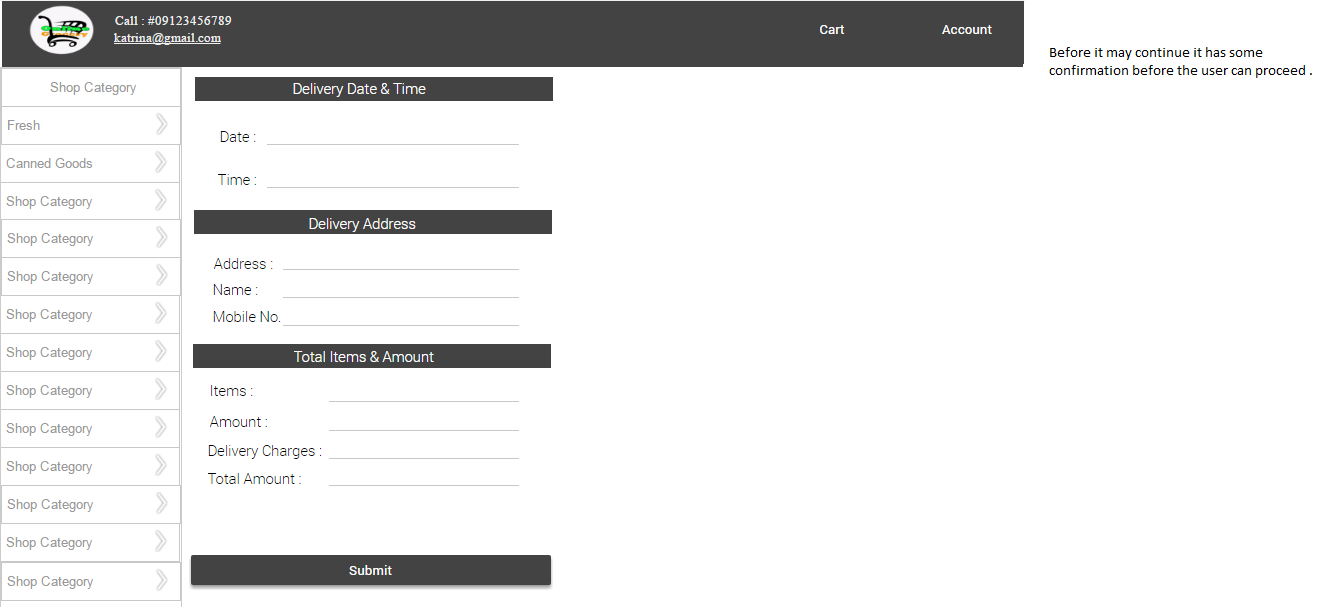 Call : #09123456789
katrina@gmail.com
Cart
Account
Before it may continue it has some
confirmation before the user can proceed .
Shop Category
Fresh
Canned Goods
Shop Category
Shop Category
Shop Category
Shop Category
Shop Category
Shop Category
Shop Category
Shop Category
Shop Category
Shop Category
Shop Category
Delivery Date & Time
Date :
Time :
Delivery Address
Address :
Name :
Mobile No.
Total Items & Amount
Items :
Amount :
Delivery Charges :
Total Amount :
Submit